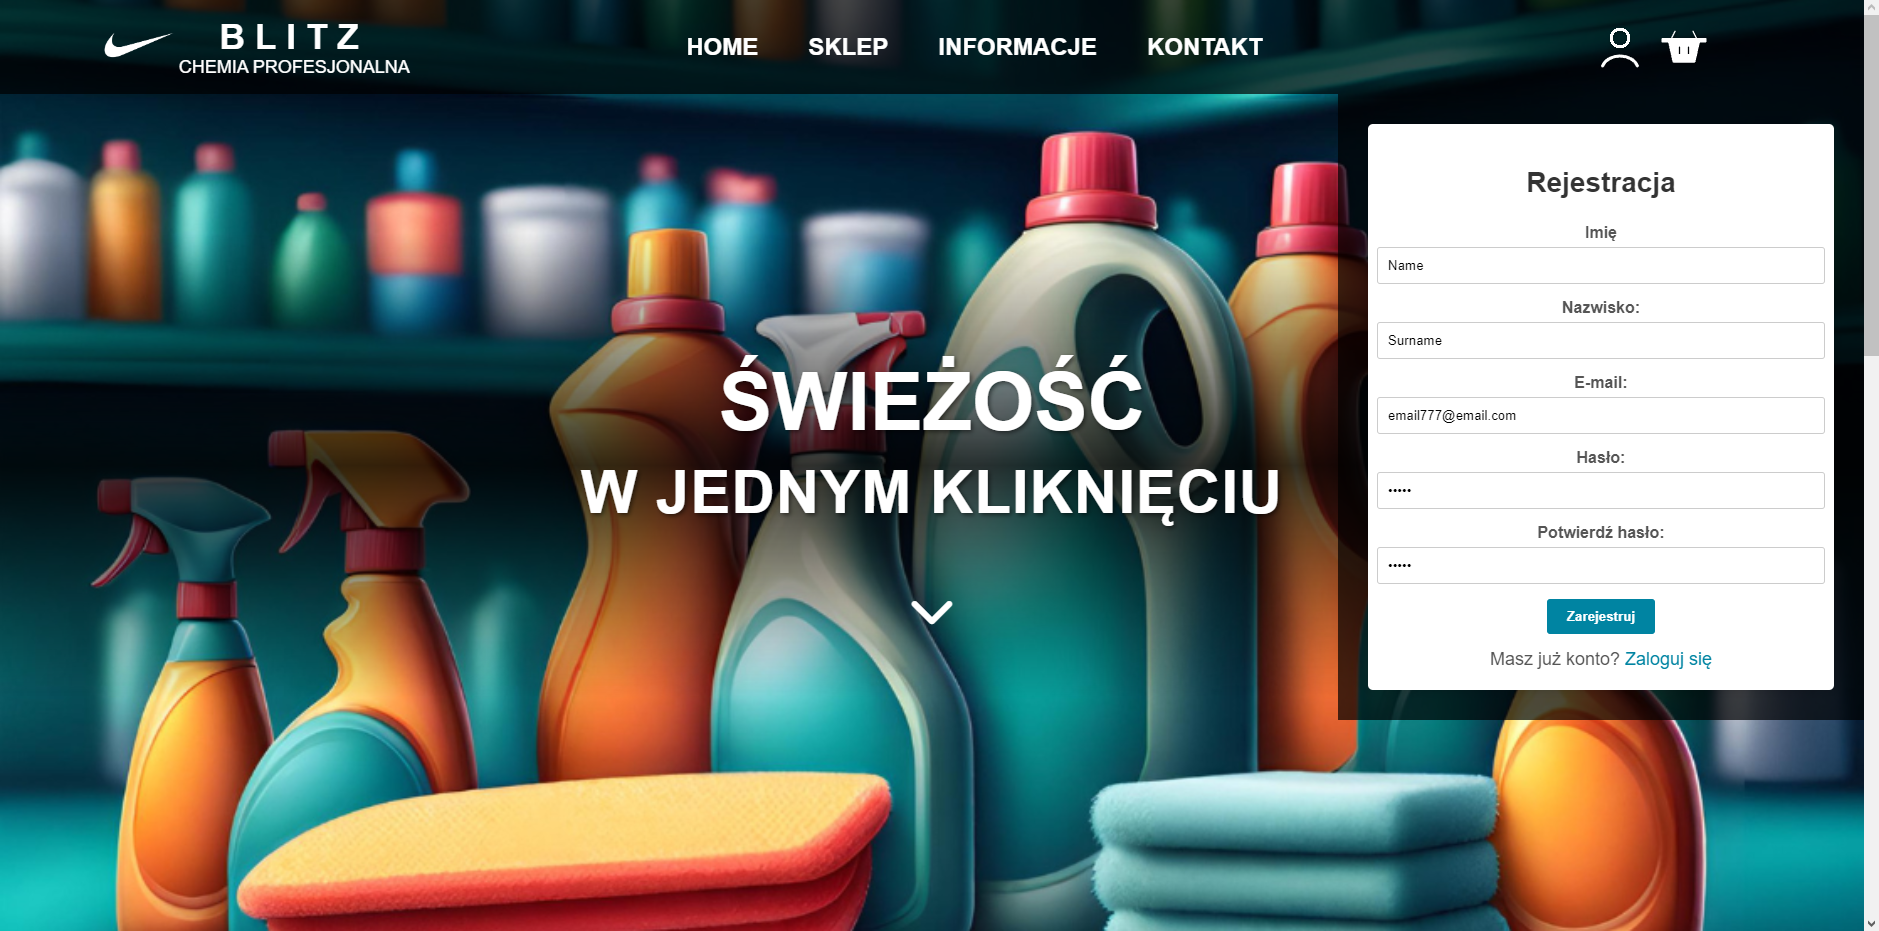 BLITZ
CHEMIA PROFESJONALNA
HOME SKLEP INFORMACJE KONTAKT
ŚWIEŻOŚĆ
W JEDNYM KLIKNIĘCIU
Rejestracja
Imię
Name
Nazwisko:
Surname
E-mail:
email777@email.com
Hasło:
•••••
Potwierdź hasło:
•••••
Zarejestruj
Masz już konto? Zaloguj się